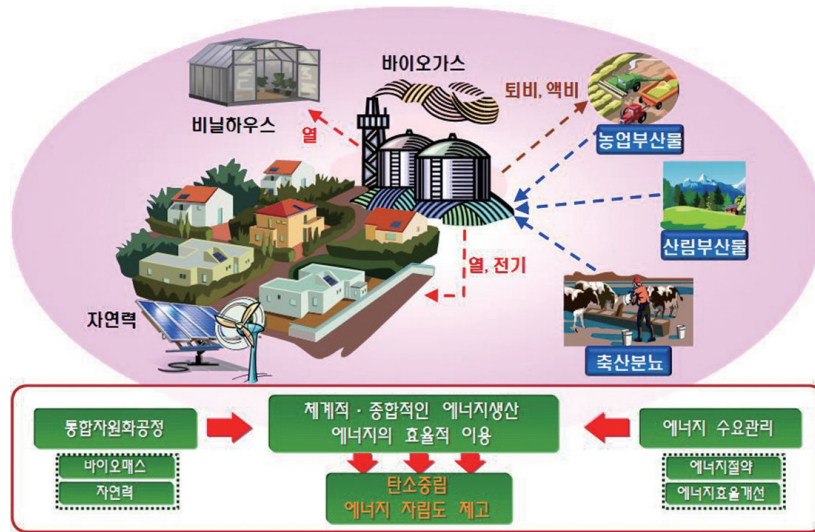 바이오가스
퇴비, 액비
비닐하우스
열
농업부산물
산림부산물
열, 전기
자연력
축산분뇨
통합자원화공정
체계적·종합적인 에너지생산
에너지의 효율적 이용
에너지 수요관리
바이오매스
자연력
에너지절약
에너지효율개선
탄소중립
에너지 자립도 제고